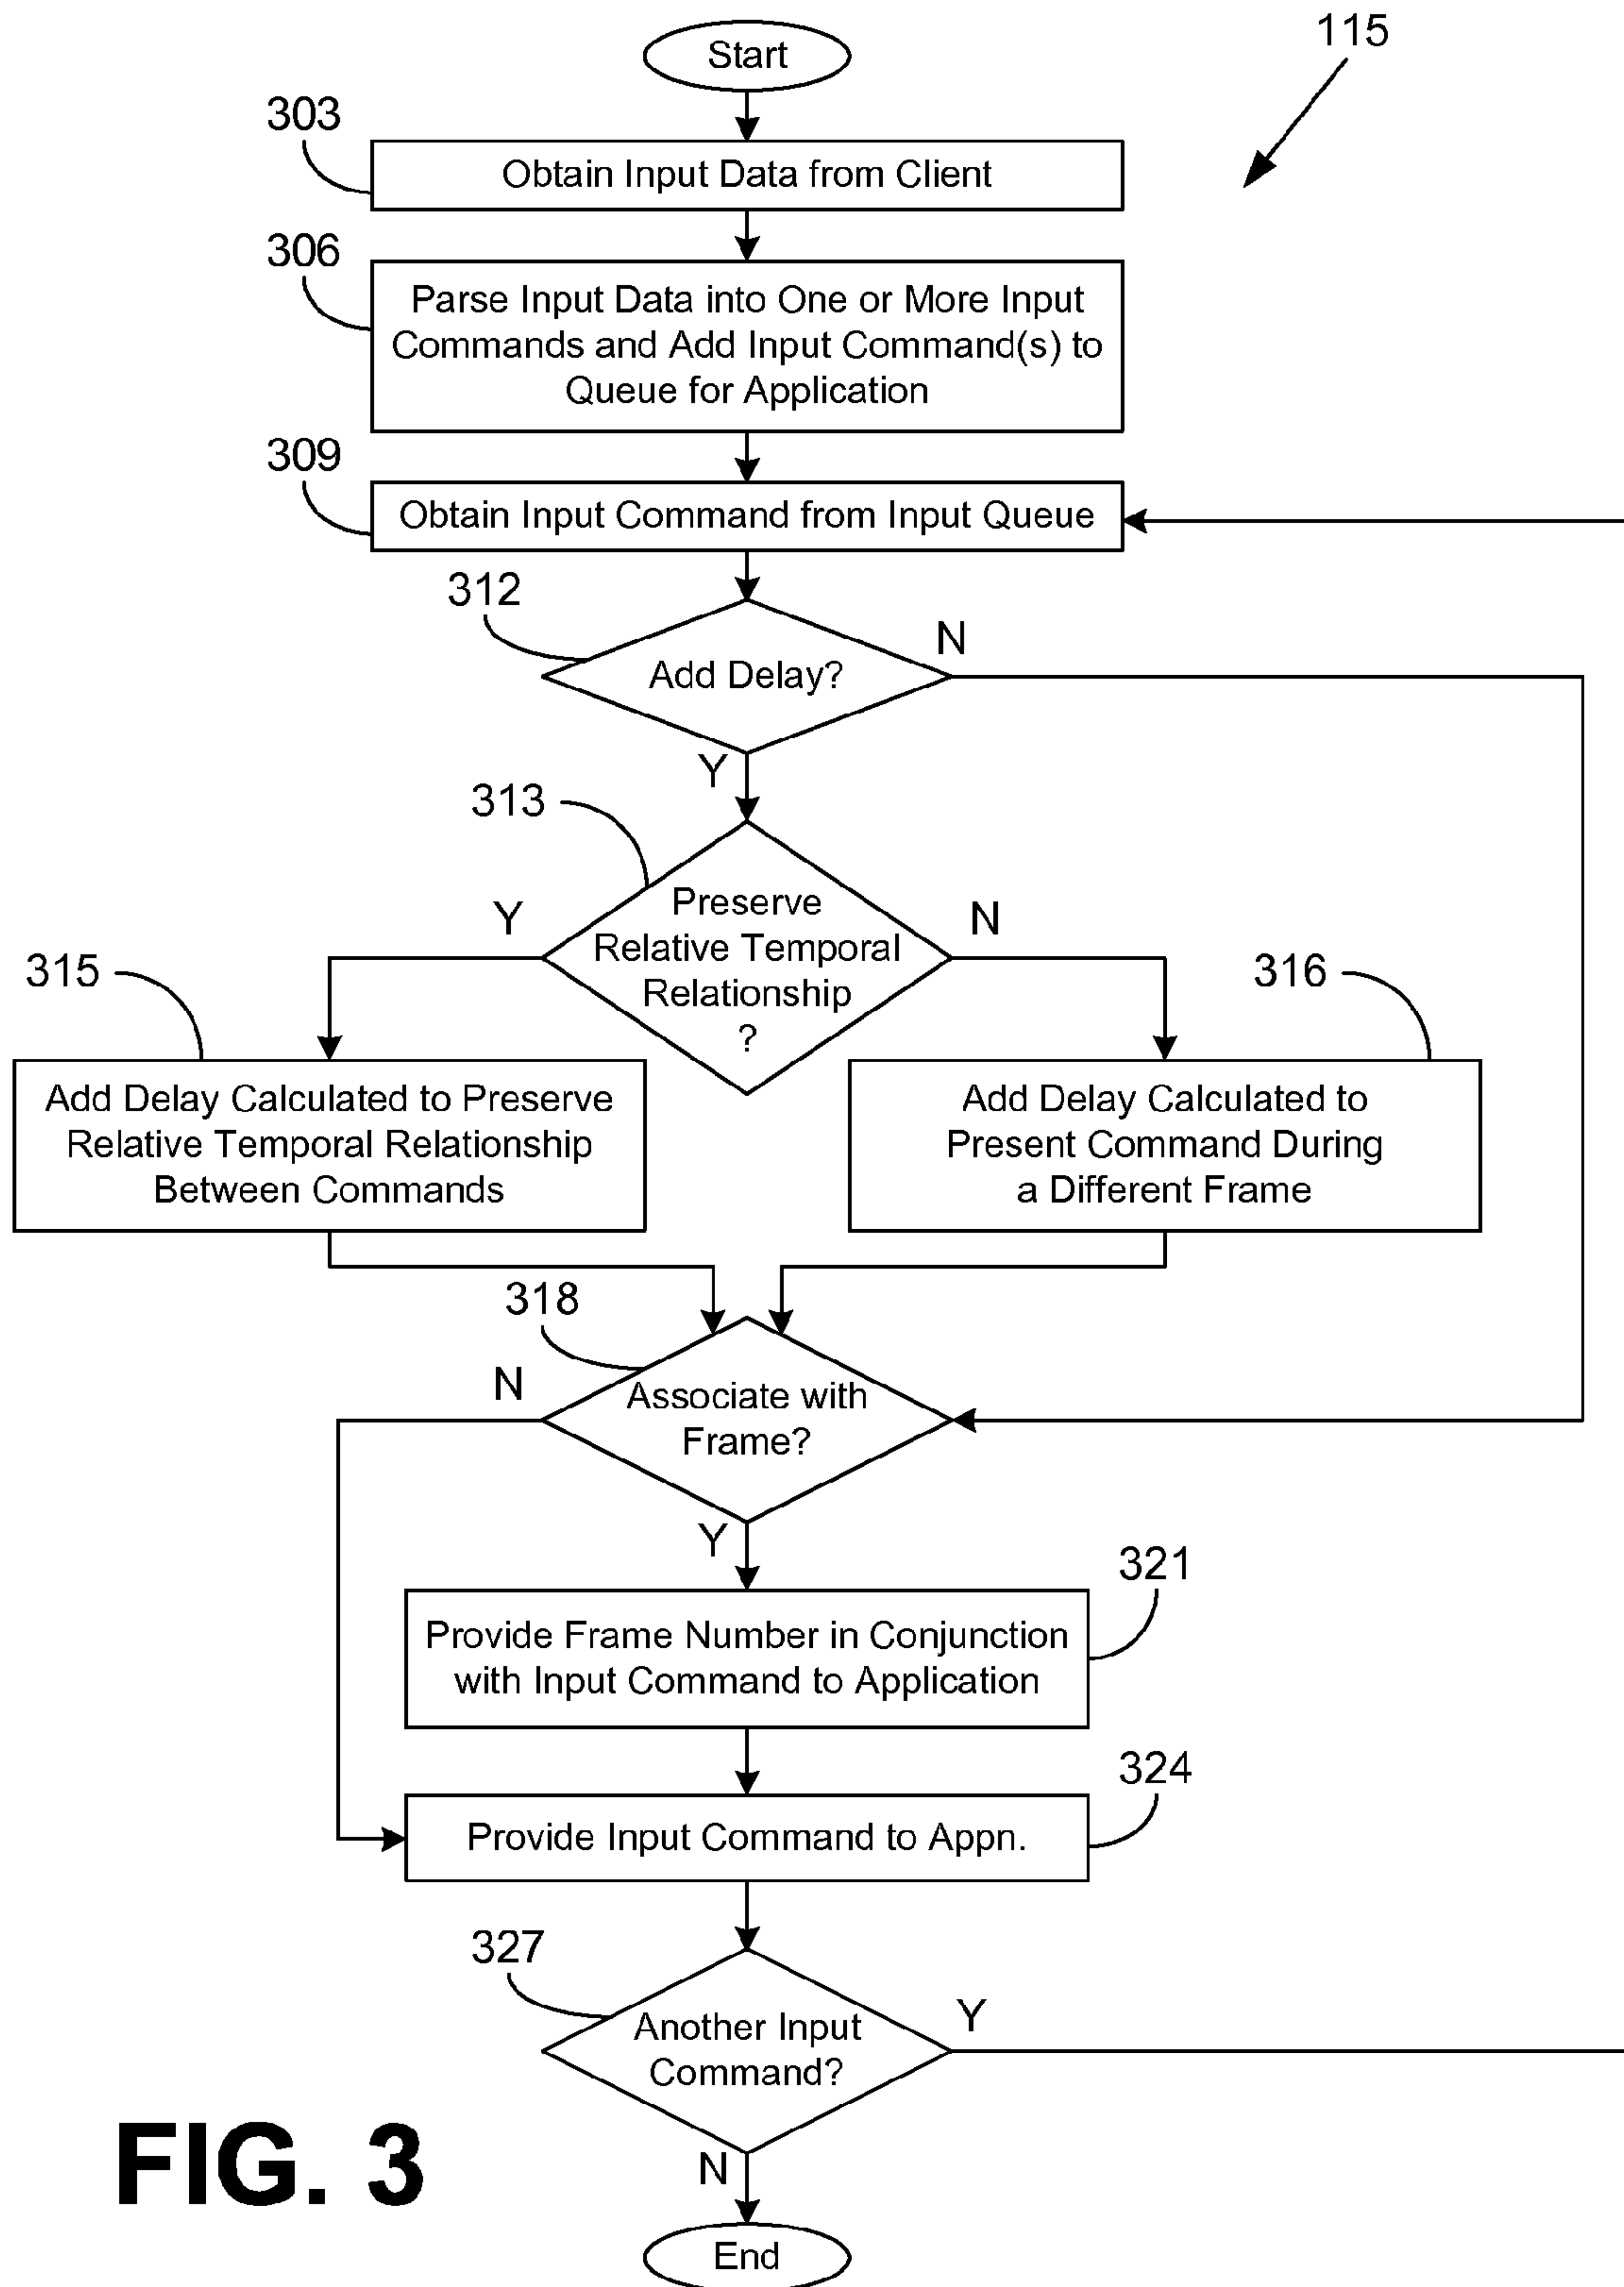 Start
115
303
Obtain Input Data from Client
306
Parse Input Data into One or More Input
Commands and Add Input Command(s) to
Queue for Application
309
Obtain Input Command from Input Queue
312
N
Add Delay?
Y
313
Preserve
Relative Temporal
Relationship
?
Y
N
315
316
Add Delay Calculated to Preserve
Relative Temporal Relationship
Between Commands
Add Delay Calculated to
Present Command During
a Different Frame
318
N
Associate with
Frame?
Y
321
Provide Frame Number in Conjunction
with Input Command to Application
324
Provide Input Command to Appn.
327
Y
Another Input
Command?
N
FIG. 3
End